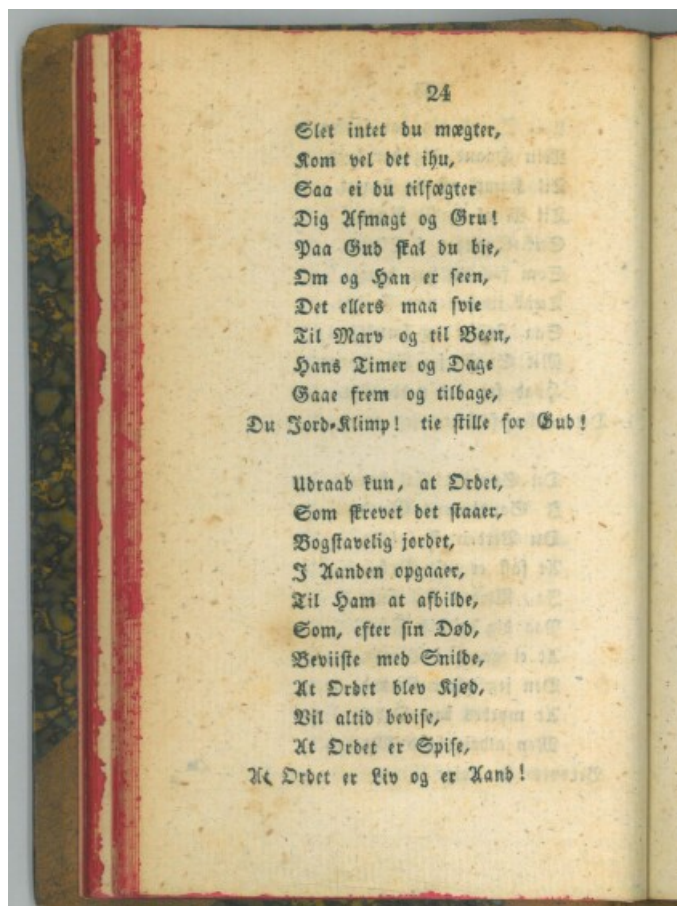 24
Slet intet du mægter,
Kom vel det ihu,
Saa ei du tilfægter
Dig Afmagt og Gru!
Paa Gud skal du bie,
Om og Han er seen,
Det ellers maa svie
Til Marv og til Been,
Hans Timer og Dage
Gaae frem og tilbage,
Du Jord-Klimp! tie stille for Gud!
Udraab kun, at Ordet,
Som skrevet det staaer,
Bogstavelig jordet,
I Aanden opgaaer,
Til Ham at afbilde,
Som, efter sin Død,
Beviiste med Snilde,
At Ordet blev Kjød,
Vil altid bevise,
At Ordet er Spise,
At Ordet er Liv og er Aand!